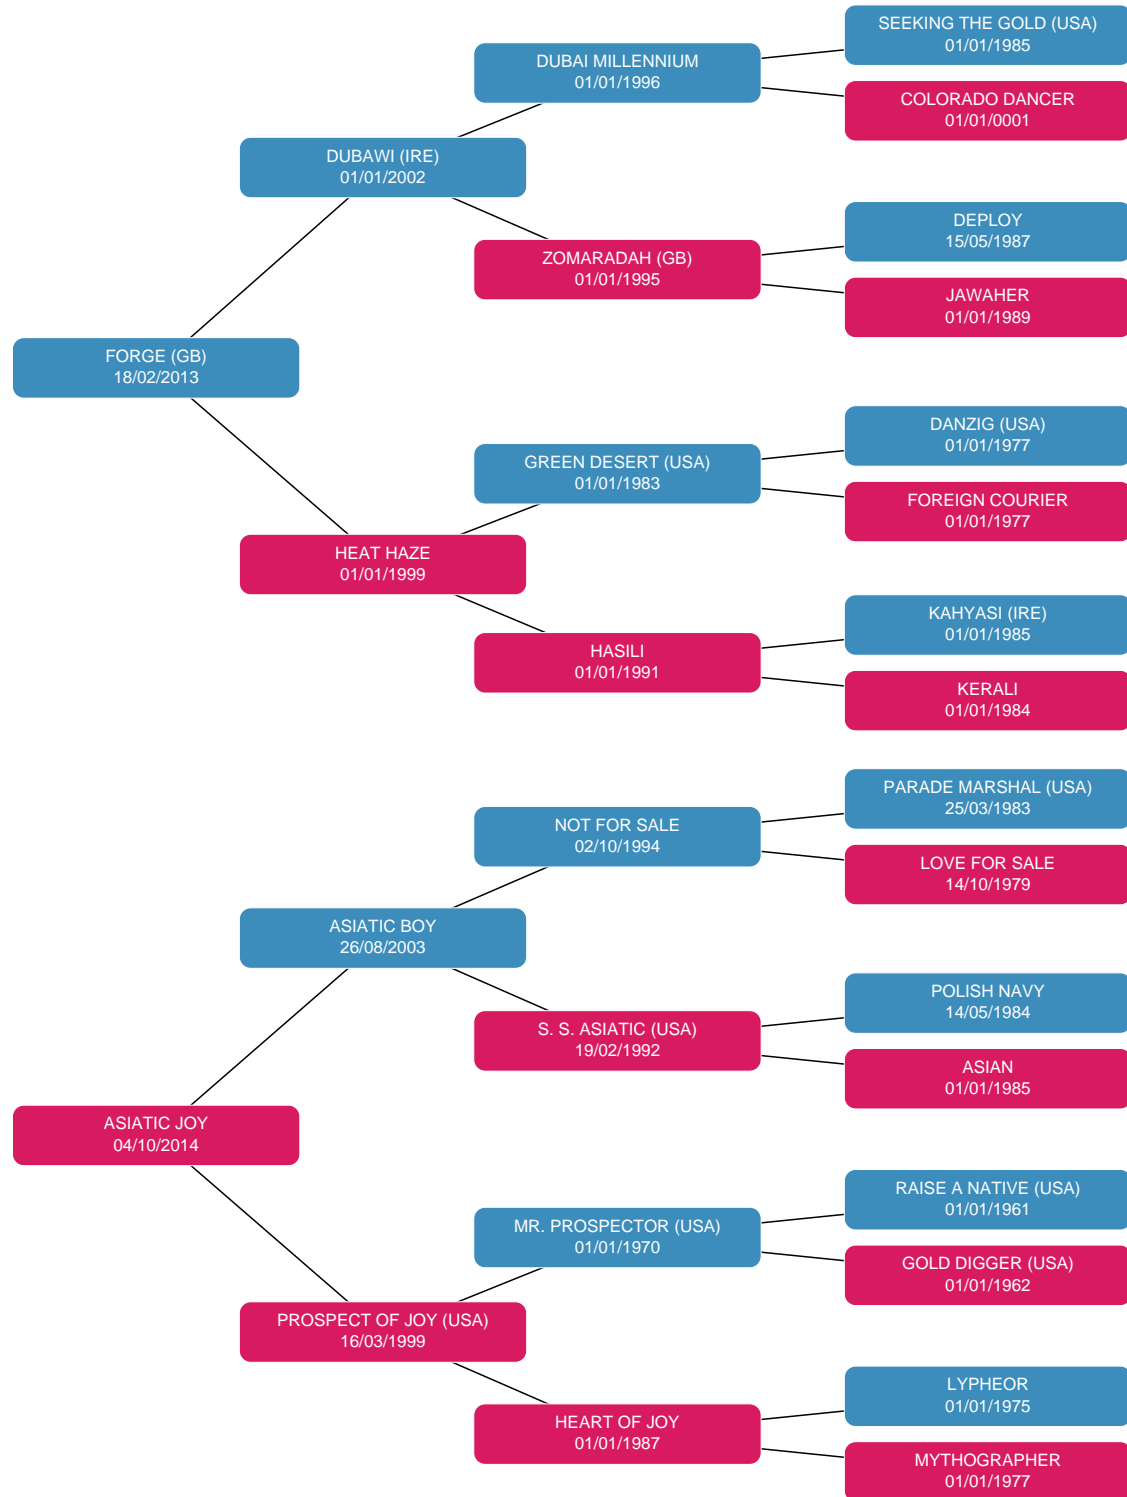 SEEKING THE GOLD (USA)
01/01/1985
DUBAI MILLENNIUM
01/01/1996
COLORADO DANCER
01/01/0001
DUBAWI (IRE)
01/01/2002
DEPLOY
15/05/1987
ZOMARADAH (GB)
01/01/1995
JAWAHER
01/01/1989
FORGE (GB)
18/02/2013
DANZIG (USA)
01/01/1977
GREEN DESERT (USA)
01/01/1983
FOREIGN COURIER
01/01/1977
HEAT HAZE
01/01/1999
KAHYASI (IRE)
01/01/1985
HASILI
01/01/1991
KERALI
01/01/1984
PARADE MARSHAL (USA)
25/03/1983
NOT FOR SALE
02/10/1994
LOVE FOR SALE
14/10/1979
ASIATIC BOY
26/08/2003
POLISH NAVY
14/05/1984
S. S. ASIATIC (USA)
19/02/1992
ASIAN
01/01/1985
ASIATIC JOY
04/10/2014
RAISE A NATIVE (USA)
01/01/1961
MR. PROSPECTOR (USA)
01/01/1970
GOLD DIGGER (USA)
01/01/1962
PROSPECT OF JOY (USA)
16/03/1999
LYPHEOR
01/01/1975
HEART OF JOY
01/01/1987
MYTHOGRAPHER
01/01/1977